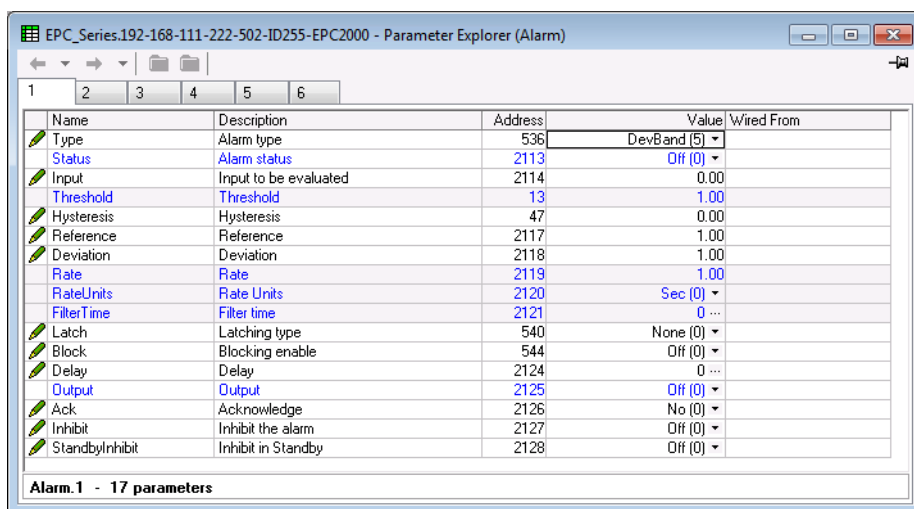 EPC_Series.192-168-111-222-502-ID255-EPC2000 - Parameter Explorer (Alarm)
1 2 3 4 5 6
Name Description Address Value Wired From
Type Alarm type 536 DevBand (5)
Status Alarm status 2113 Off (0)
Input Input to be evaluated 2114 0.00
Threshold Threshold 13 1.00
Hysteresis Hysteresis 47 0.00
Reference Reference 2117 1.00
Deviation Deviation 2118 1.00
Rate Rate 2119 1.00
RateUnits Rate Units 2120 Sec (0)
FilterTime Filter time 2121 0 ...
Latch Latching type 540 None (0)
Block Blocking enable 544 Off (0)
Delay Delay 2124 0 ...
Output Output 2125 Off (0)
Ack Acknowledge 2126 No (0)
Inhibit Inhibit the alarm 2127 Off (0)
StandbyInhibit Inhibit in Standby 2128 Off (0)
Alarm.1 - 17 parameters